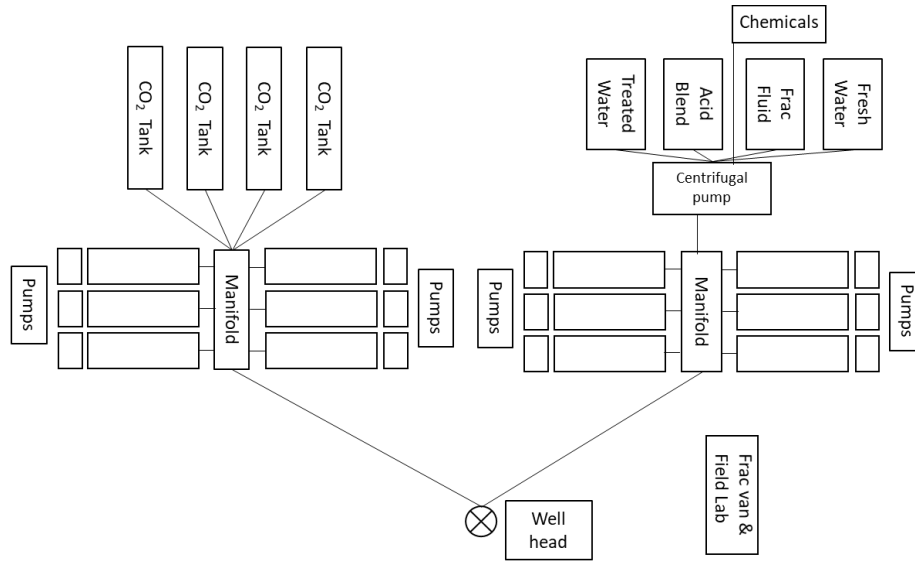 Chemicals
CO₂ Tank
CO₂ Tank
CO₂ Tank
CO₂ Tank
Treated
Water
Acid
Blend
Frac
Fluid
Fresh
Water
Centrifugal
pump
Pumps
Manifold
Pumps
Pumps
Manifold
Pumps
Frac van &
Field Lab
Well
head